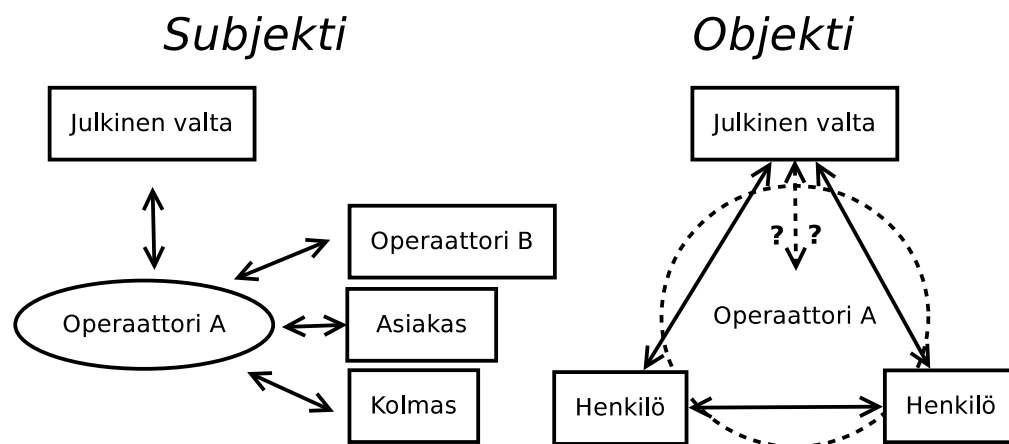 Subjekti
Objekti
Julkinen valta
Julkinen valta
Operaattori B
? ?
Operaattori A
Asiakas
Operaattori A
Kolmas
Henkilö
Henkilö